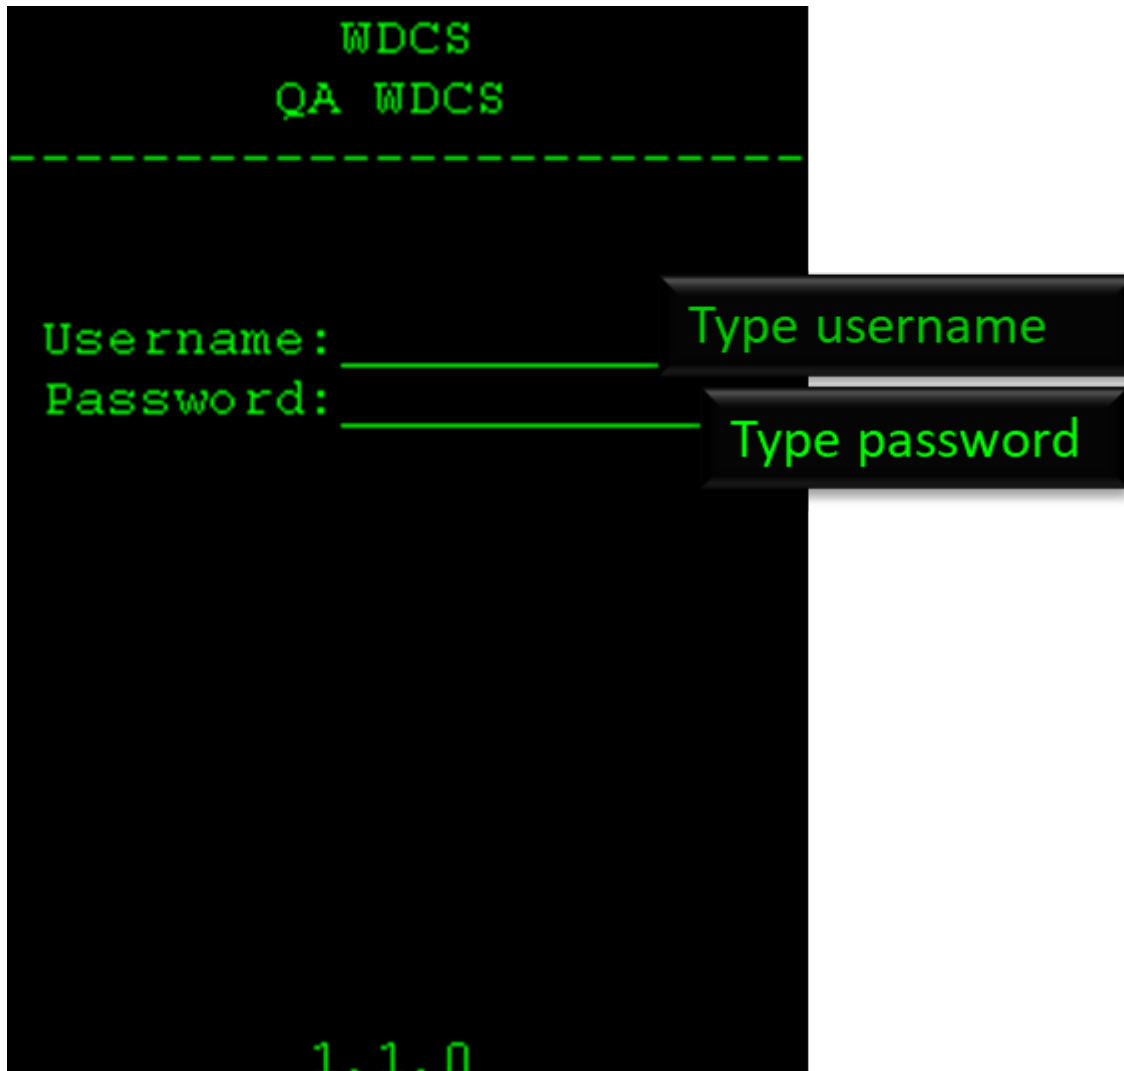 WDCS
QA WDCS
------------------------
Username:
Type username
Password:
Type password
1.1.0